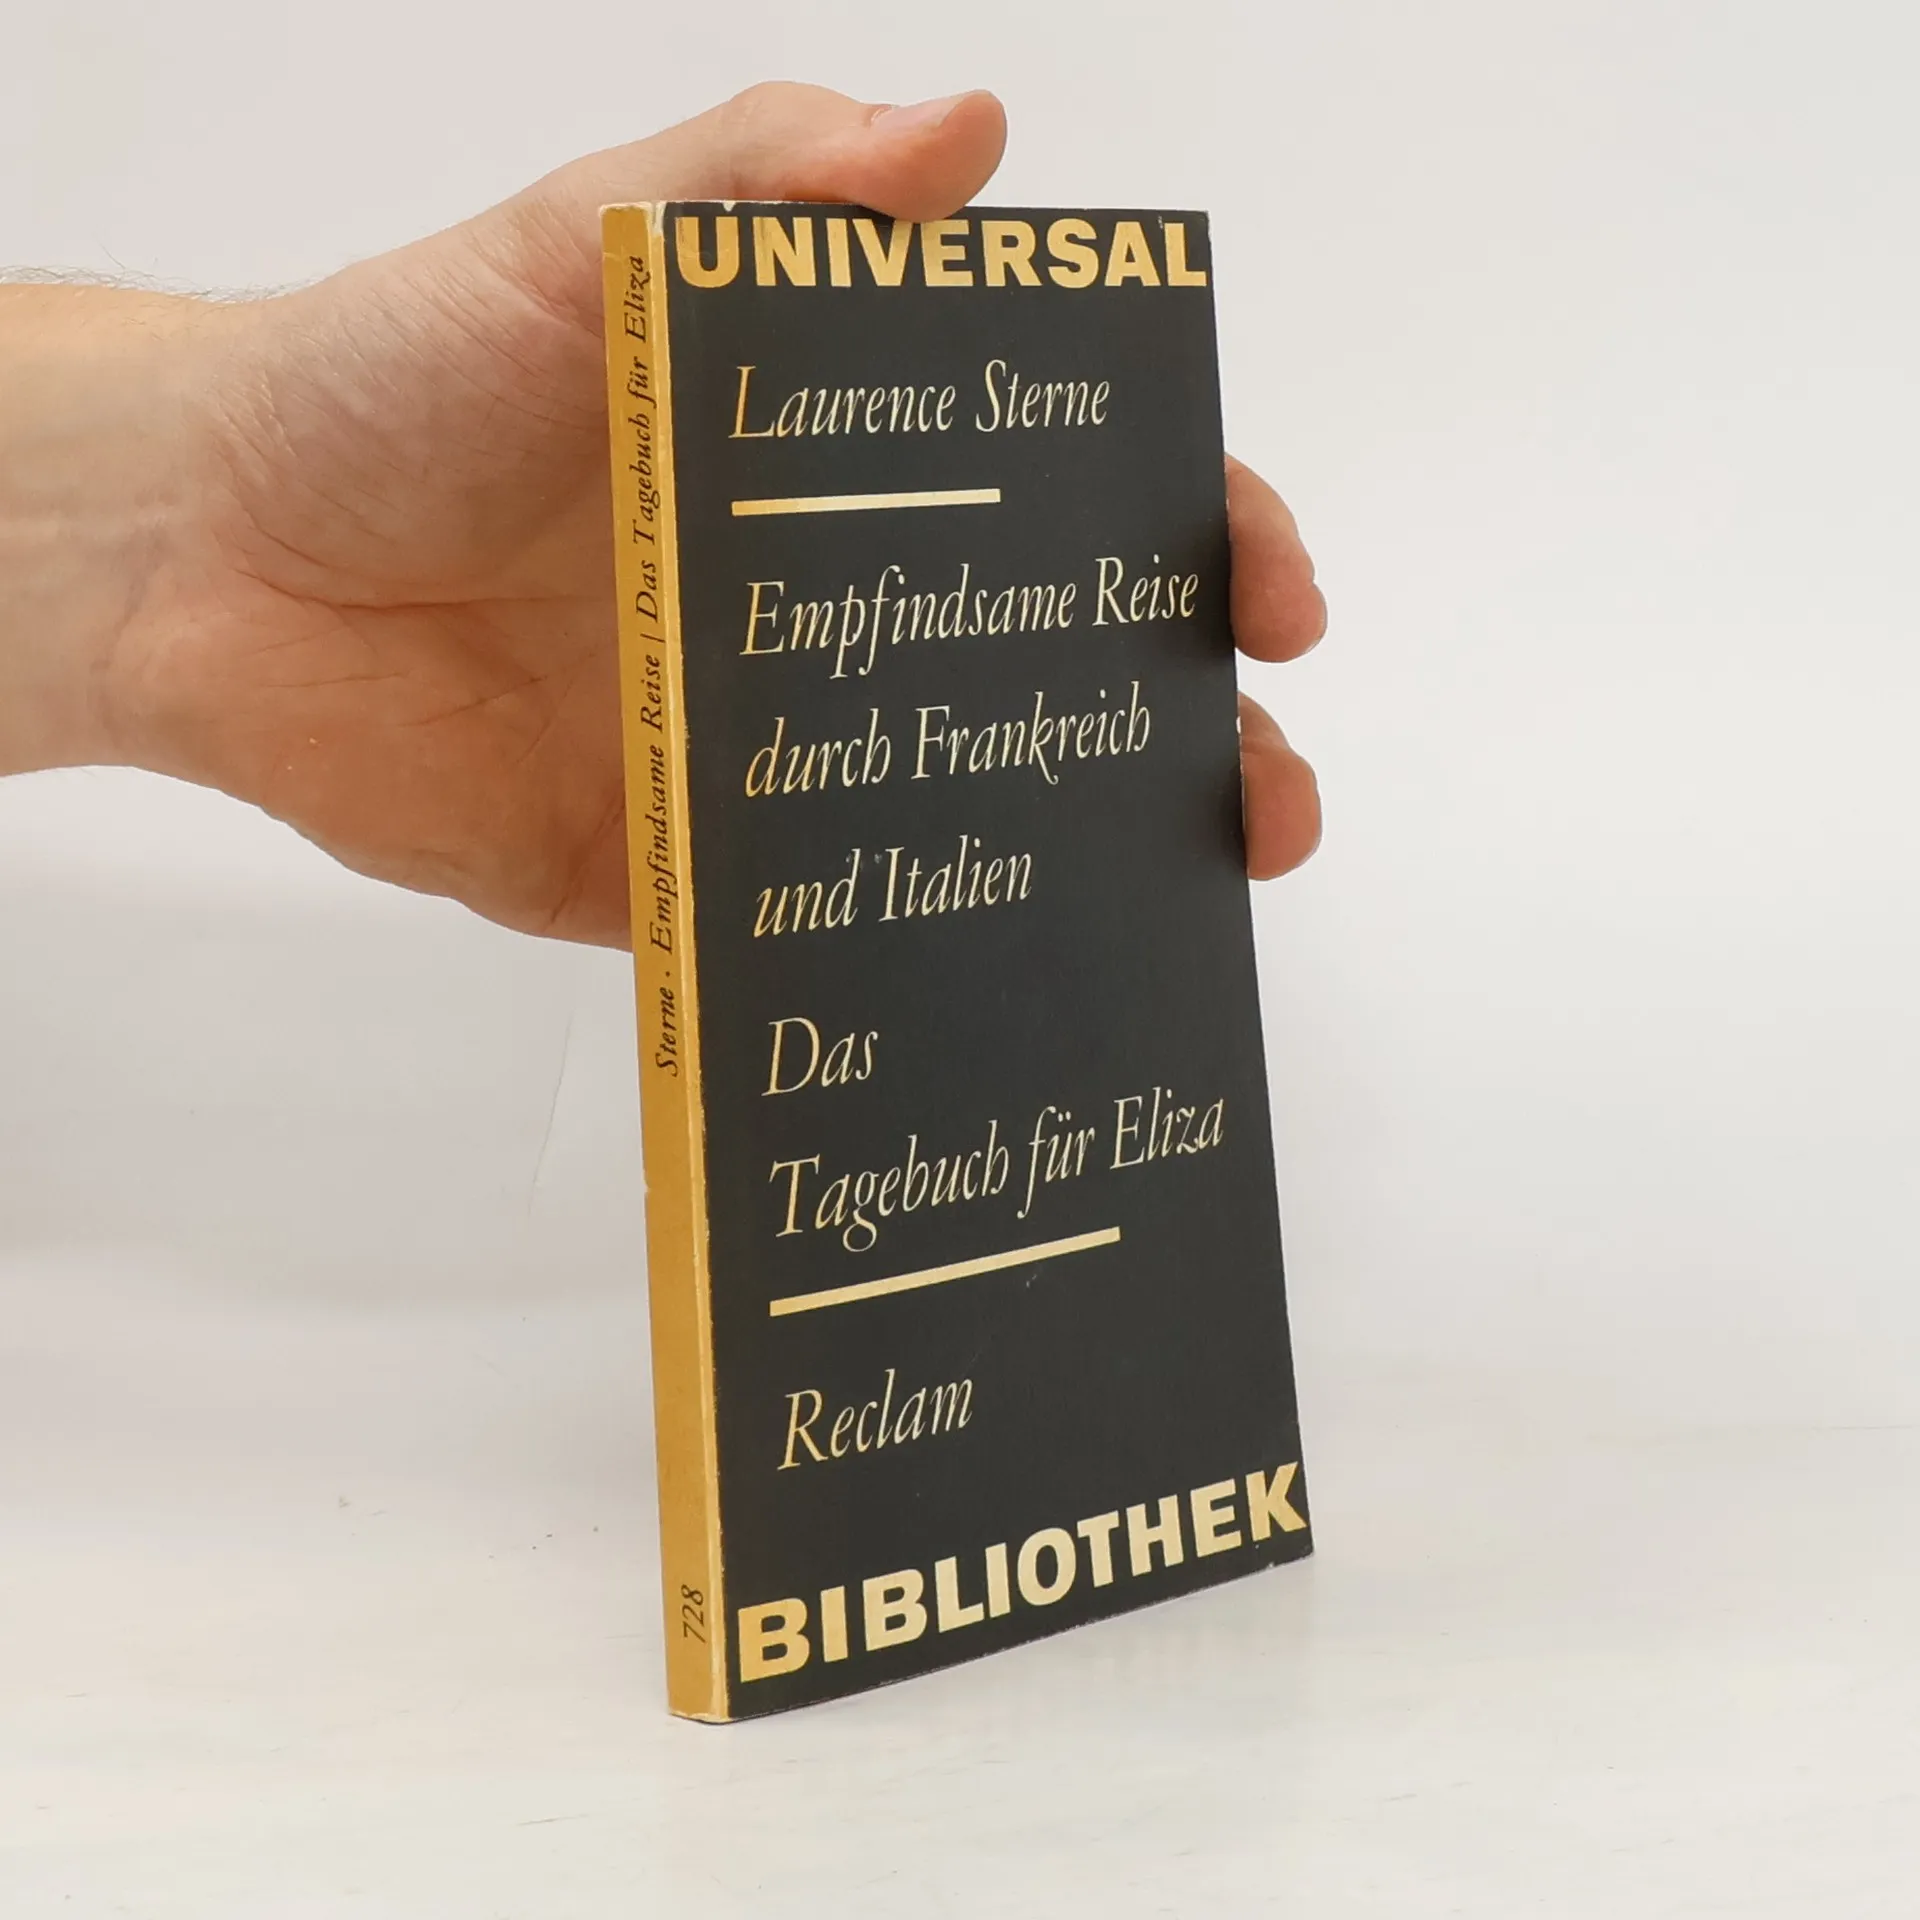 UNIVERSAL
Laurence Sterne
Empfindsame Reise
durch Frankreich
und Italien
Das
Tagebuch für Eliza
Reclam
BIBLIOTHEK
Sterne · Empfindsame Reise | Das Tagebuch für Eliza
728